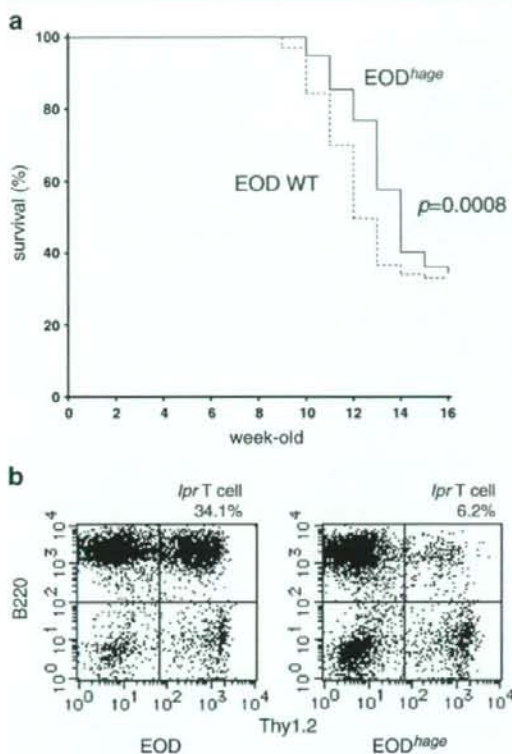 a
100
80
60
40
20
0
survival (%)
EOD^hage
EOD WT
p=0.0008
0 2 4 6 8 10 12 14 16
week-old
b
lpr T cell
34.1%
lpr T cell
6.2%
B220
10^4
10^3
10^2
10^1
10^0
10^4
10^3
10^2
10^1
10^0
10^0 10^1 10^2 10^3 10^4
10^0 10^1 10^2 10^3 10^4
Thy1.2
EOD
EOD^hage